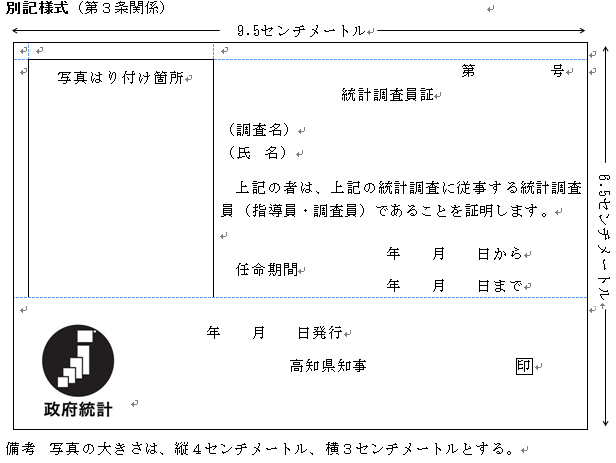 別記様式（第３条関係）
9.5センチメートル
写真はり付け箇所
第　　　号
統計調査員証
（調査名）
（氏　名）
上記の者は、上記の統計調査に従事する統計調査
員（指導員・調査員）であることを証明します。
任命期間
年　　月　　日から
年　　月　　日まで
6.5センチメートル
年　　月　　日発行
高知県知事　　　印
政府統計
備考　写真の大きさは、縦４センチメートル、横３センチメートルとする。